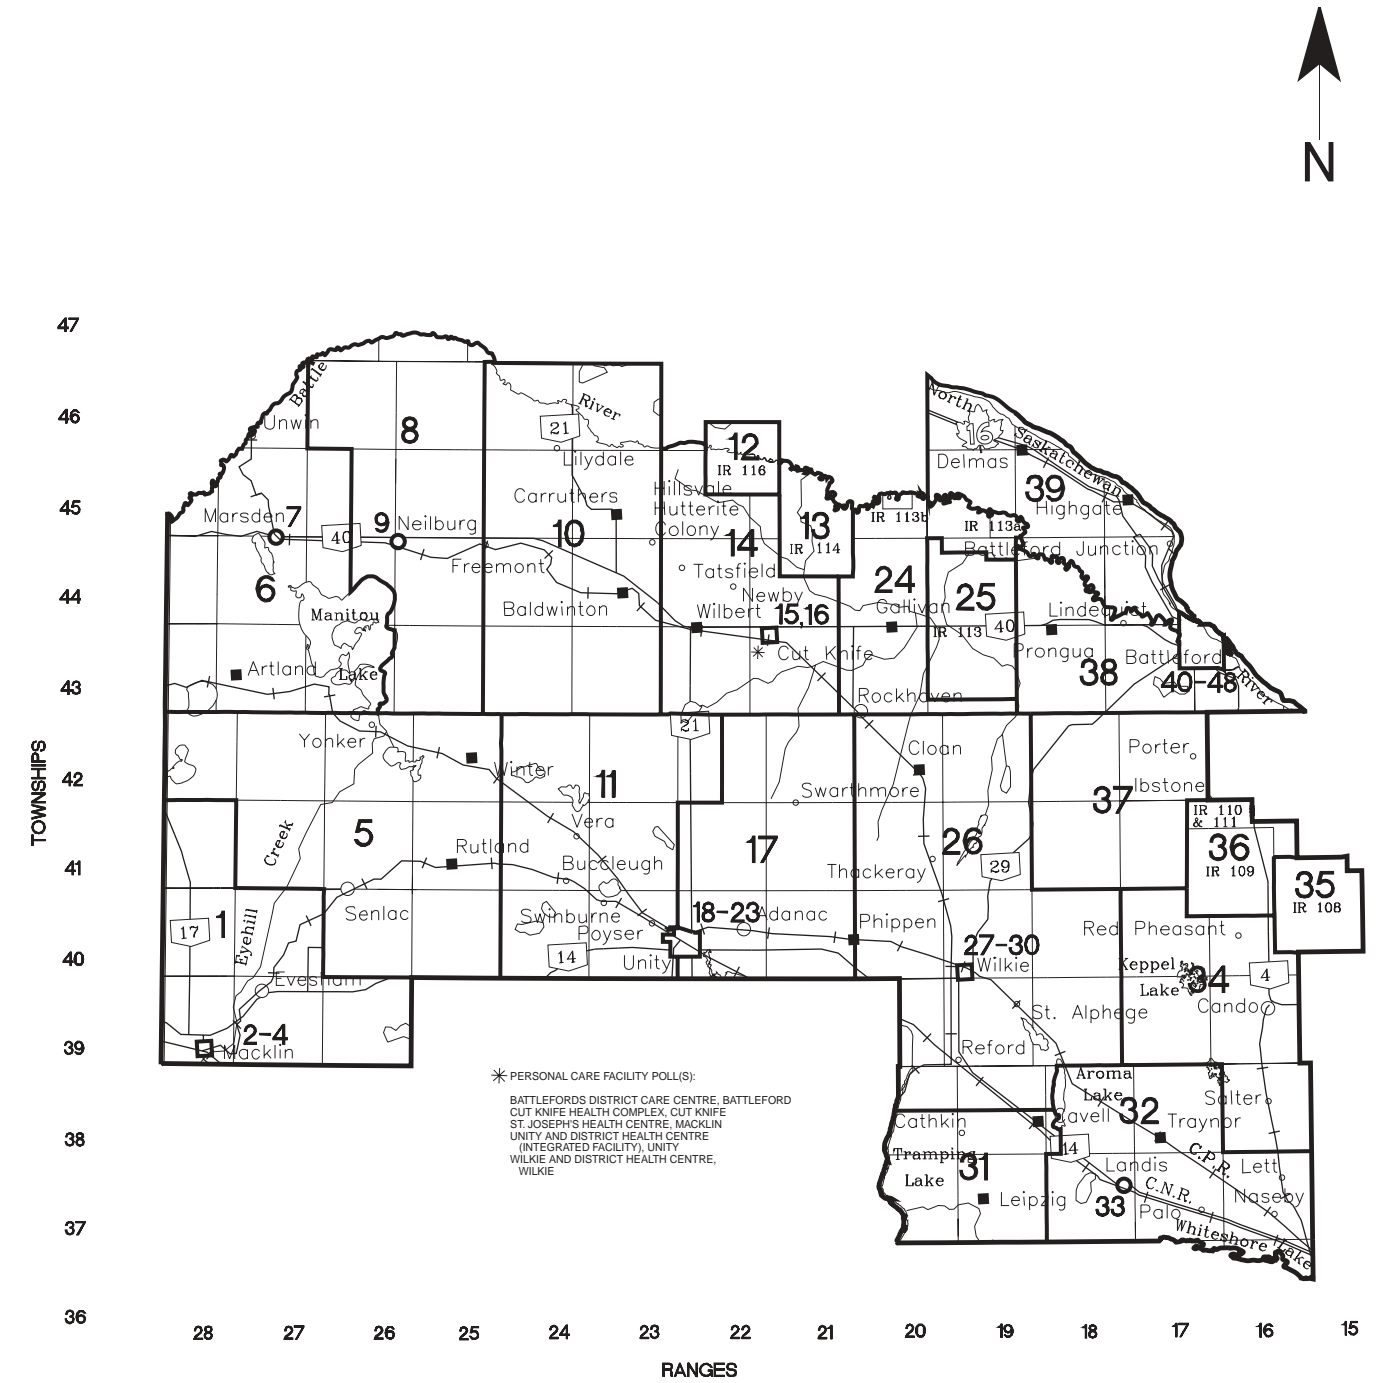 N
47
46
45
44
43
42
41
40
39
38
37
36
TOWNSHIPS
28 27 26 25 24 23 22 21 20 19 18 17 16 15
RANGES
Battle
River
Unwin
8
21
Lilydale
12
IR 116
North
16
Saskatchewan
Delmas
39
Highgate
Carruthers
Hillsvale
Hutterite
Colony
Marsden
7
40
9
Neilburg
10
14
13
IR 114
IR 113b
IR 113a
Battleford Junction
Freemont
Tatsfield
Newby
6
Manitou
Lake
Baldwinton
Wilbert
15,16
Cut Knife
24
Gallivan
25
IR 113
40
Lindequist
Prongua
Battleford
38
40-48
River
Artland
Rockhaven
21
Yonker
Winter
11
Cloan
Porter
Ibstone
37
Swarthmore
Vera
5
Creek
Rutland
Buccleugh
17
26
29
Thackeray
IR 110
& 111
36
IR 109
35
IR 108
1
17
Eyehill
Senlac
Swinburne
Poyser
14
Unity
18-23
Adanac
Phippen
27-30
Wilkie
Red Pheasant
Keppel
Lake
34
4
Cando
Evesham
2-4
Macklin
St. Alphege
Reford
Aroma
Lake
Cavell
32
Traynor
Salter
Cathkin
Tramping
Lake
31
Leipzig
14
Landis
33
C.P.R.
C.N.R.
Palo
Lett
Naseby
Whiteshore Lake
PERSONAL CARE FACILITY POLL(S):
BATTLEFORDS DISTRICT CARE CENTRE, BATTLEFORD
CUT KNIFE HEALTH COMPLEX, CUT KNIFE
ST. JOSEPH'S HEALTH CENTRE, MACKLIN
UNITY AND DISTRICT HEALTH CENTRE
(INTEGRATED FACILITY), UNITY
WILKIE AND DISTRICT HEALTH CENTRE,
WILKIE